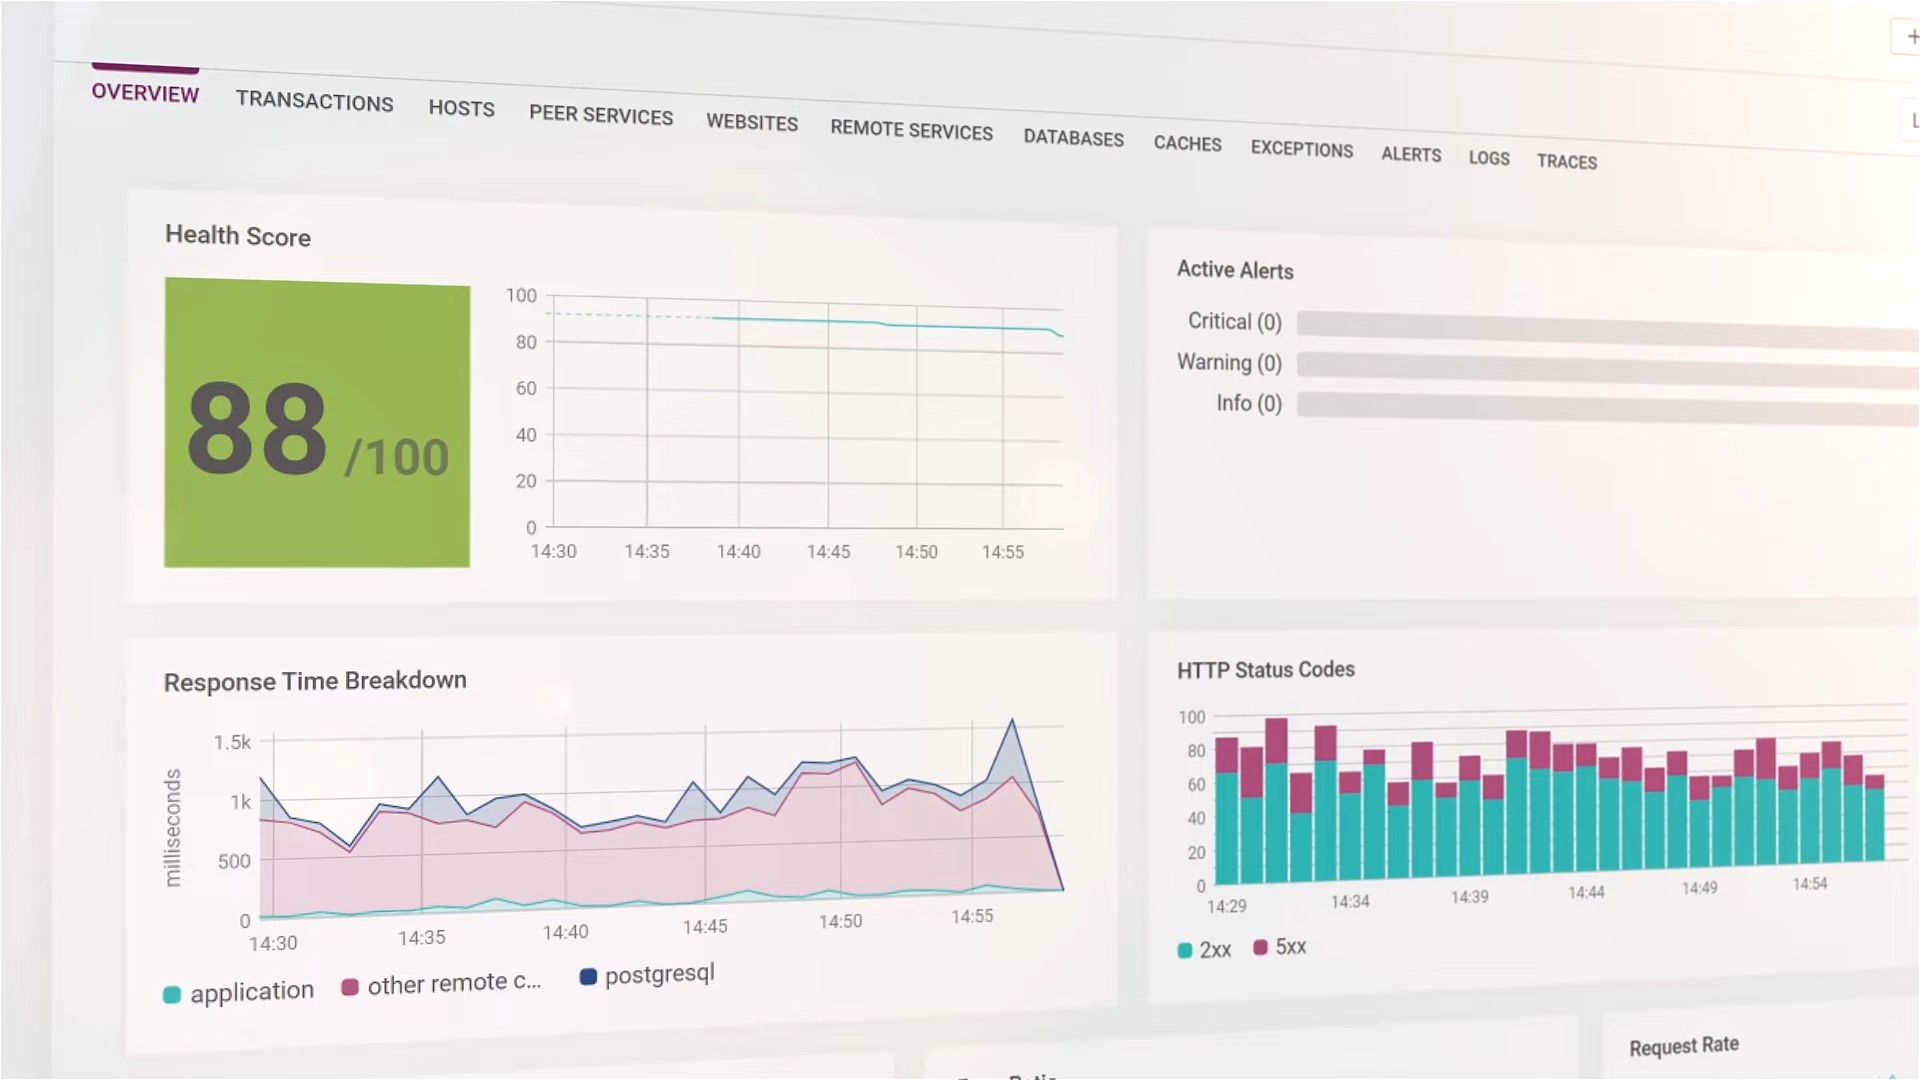 OVERVIEW TRANSACTIONS HOSTS PEER SERVICES WEBSITES REMOTE SERVICES DATABASES CACHES EXCEPTIONS ALERTS LOGS TRACES
Health Score
88 /100
100
80
60
40
20
0
14:30 14:35 14:40 14:45 14:50 14:55
Active Alerts
Critical (0)
Warning (0)
Info (0)
Response Time Breakdown
milliseconds
1.5k
1k
500
0
14:30 14:35 14:40 14:45 14:50 14:55
application other remote c... postgresql
HTTP Status Codes
100
80
60
40
20
0
14:29 14:34 14:39 14:44 14:49 14:54
2xx 5xx
Request Rate